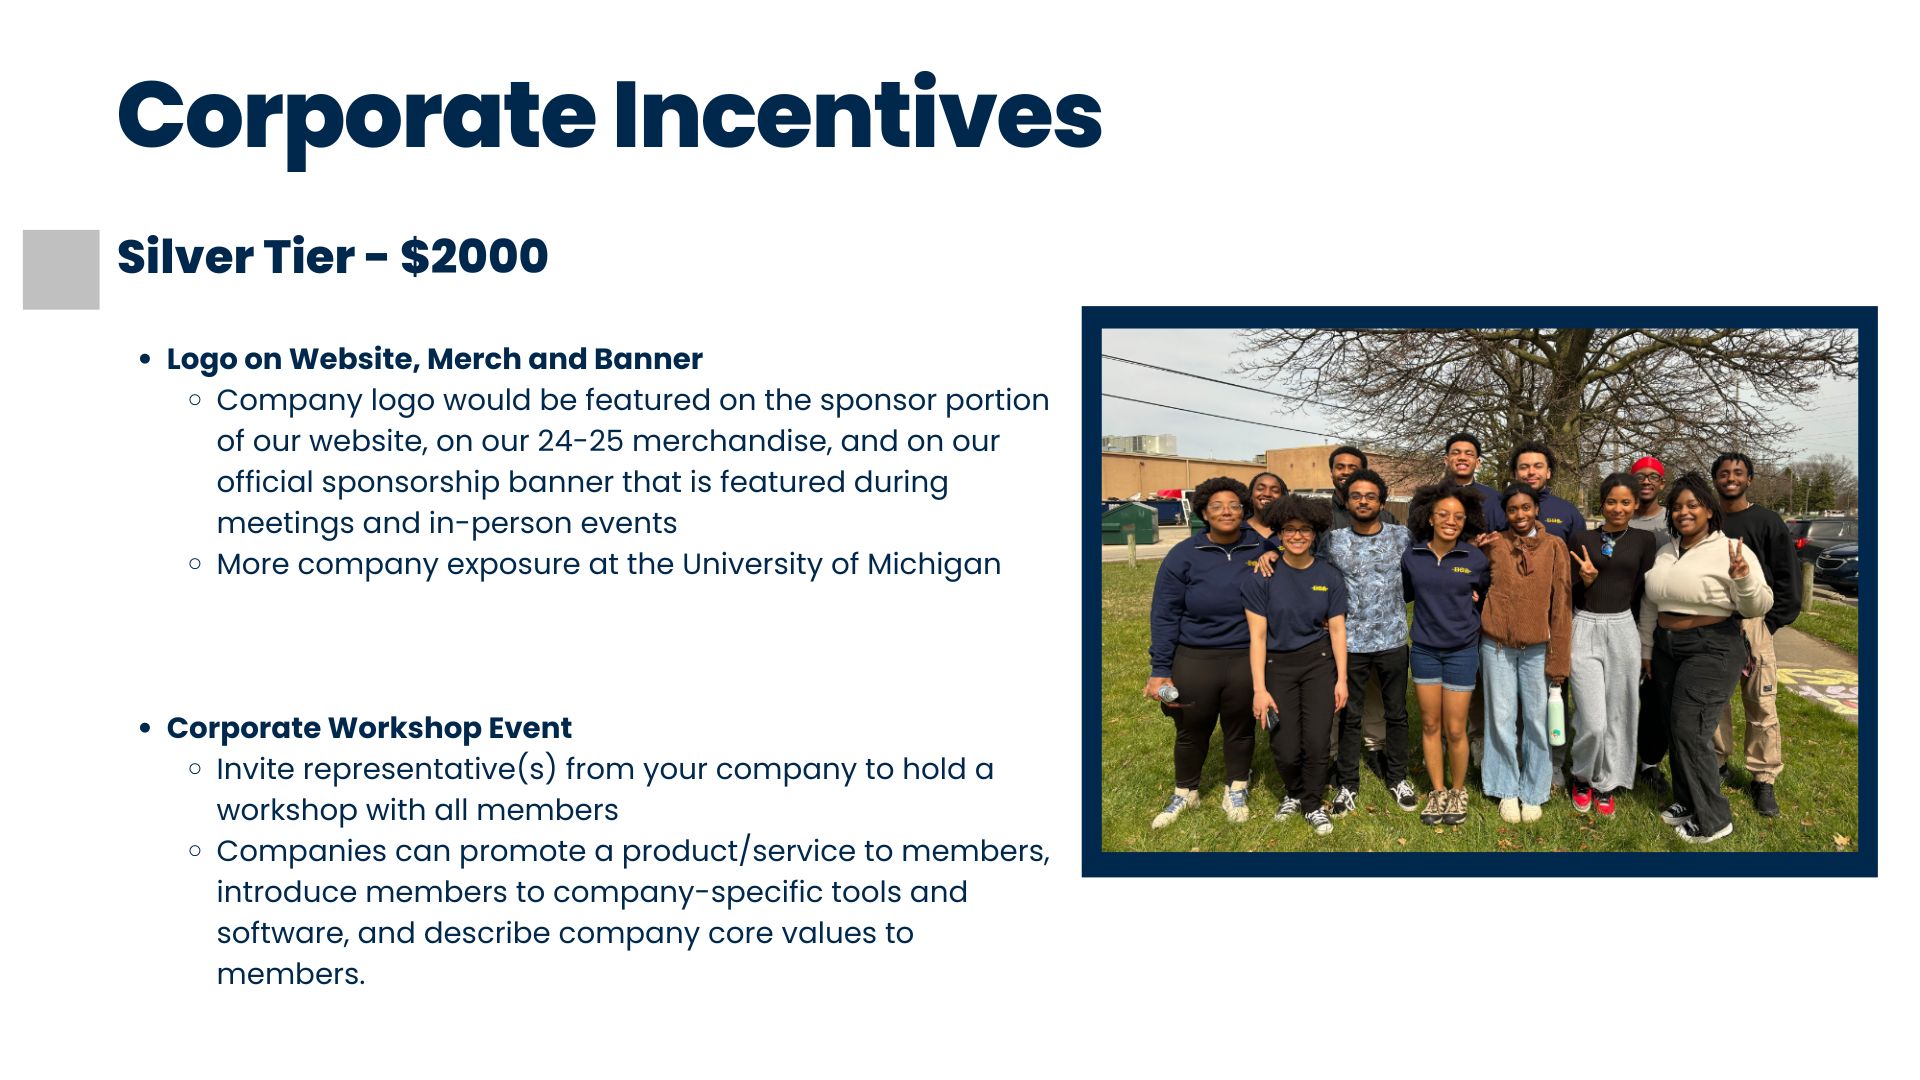 Corporate Incentives
Silver Tier - $2000
• Logo on Website, Merch and Banner
◦ Company logo would be featured on the sponsor portion
of our website, on our 24-25 merchandise, and on our
official sponsorship banner that is featured during
meetings and in-person events
◦ More company exposure at the University of Michigan
• Corporate Workshop Event
◦ Invite representative(s) from your company to hold a
workshop with all members
◦ Companies can promote a product/service to members,
introduce members to company-specific tools and
software, and describe company core values to
members.